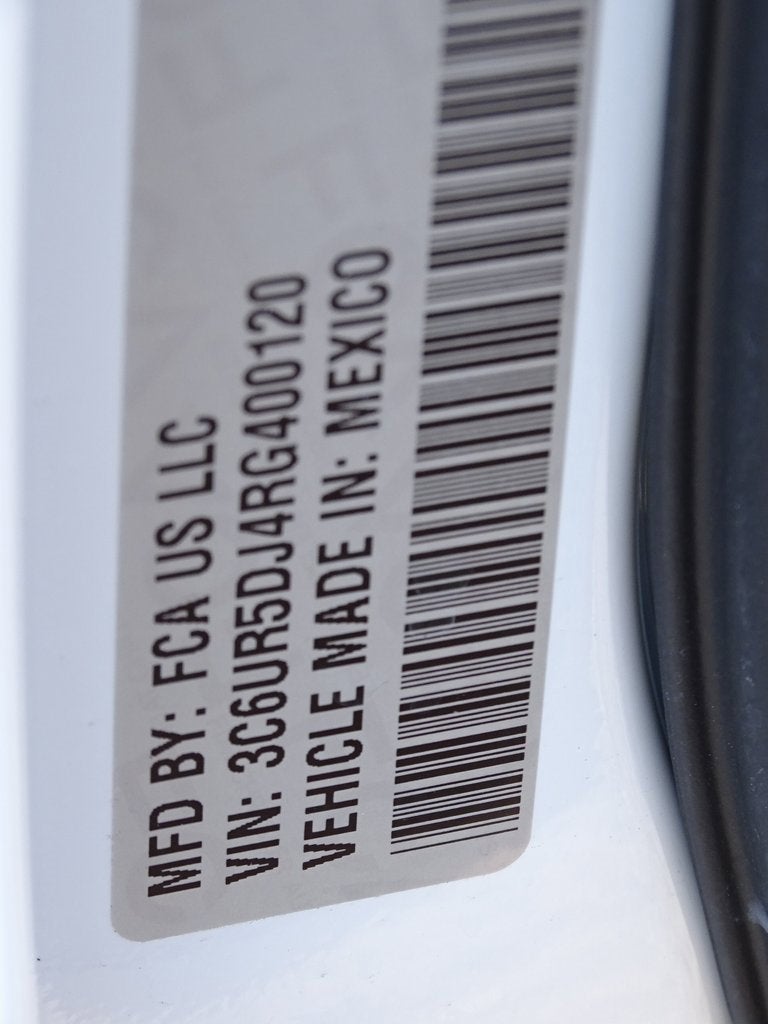 MFD BY: FCA US LLC
VIN: 3C6UR5DJ4RG400120
VEHICLE MADE IN: MEXICO